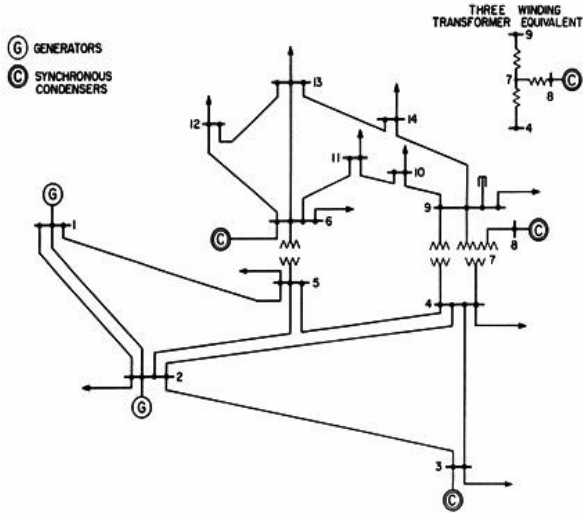 THREE WINDING
TRANSFORMER EQUIVALENT
G GENERATORS
C SYNCHRONOUS
CONDENSERS
9
7
8
C
4
13
14
12
11
10
G
1
C
6
9
8
C
7
5
4
2
G
3
C